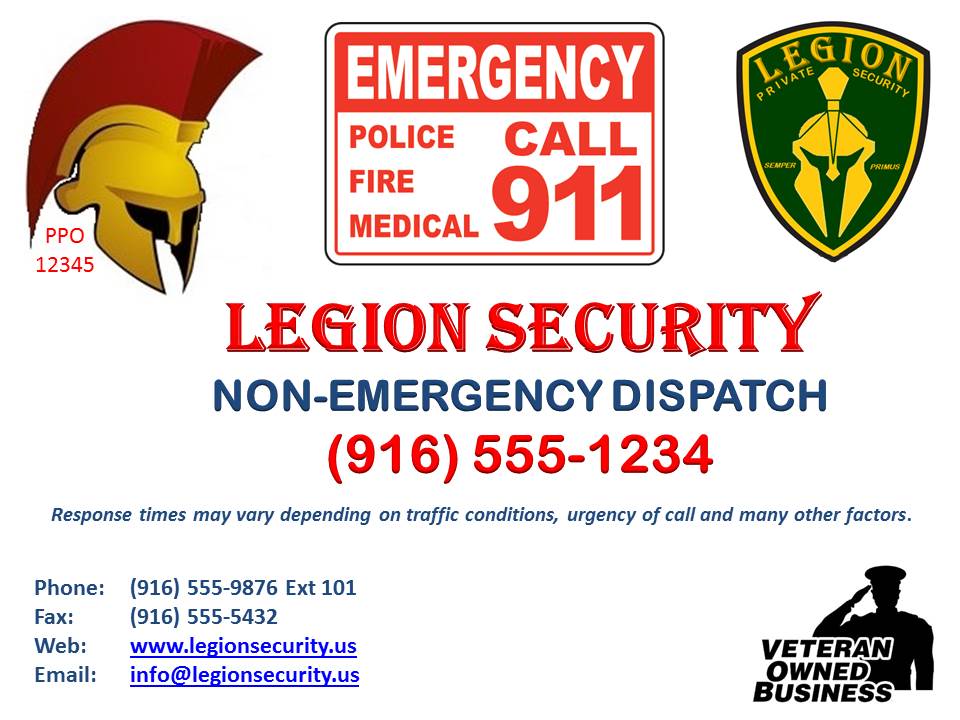 EMERGENCY
POLICE
FIRE
MEDICAL
CALL
911
LEGION
PRIVATE SECURITY
SEMPER PRIMUS
PPO
12345
LEGION SECURITY
NON-EMERGENCY DISPATCH
(916) 555-1234
Response times may vary depending on traffic conditions, urgency of call and many other factors.
Phone: (916) 555-9876 Ext 101
Fax: (916) 555-5432
Web: www.legionsecurity.us
Email: info@legionsecurity.us
VETERAN
OWNED
BUSINESS